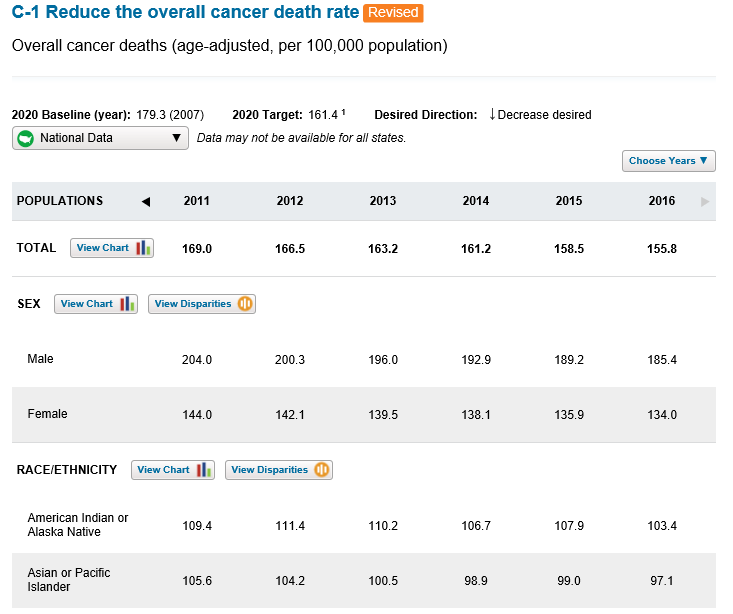 C-1 Reduce the overall cancer death rate Revised
Overall cancer deaths (age-adjusted, per 100,000 population)
2020 Baseline (year): 179.3 (2007) 2020 Target: 161.4 1 Desired Direction: ↓Decrease desired
National Data ▼ Data may not be available for all states.
Choose Years ▼
POPULATIONS ◀ 2011 2012 2013 2014 2015 2016 ▶
TOTAL View Chart 169.0 166.5 163.2 161.2 158.5 155.8
SEX View Chart View Disparities
Male 204.0 200.3 196.0 192.9 189.2 185.4
Female 144.0 142.1 139.5 138.1 135.9 134.0
RACE/ETHNICITY View Chart View Disparities
American Indian or
Alaska Native 109.4 111.4 110.2 106.7 107.9 103.4
Asian or Pacific
Islander 105.6 104.2 100.5 98.9 99.0 97.1